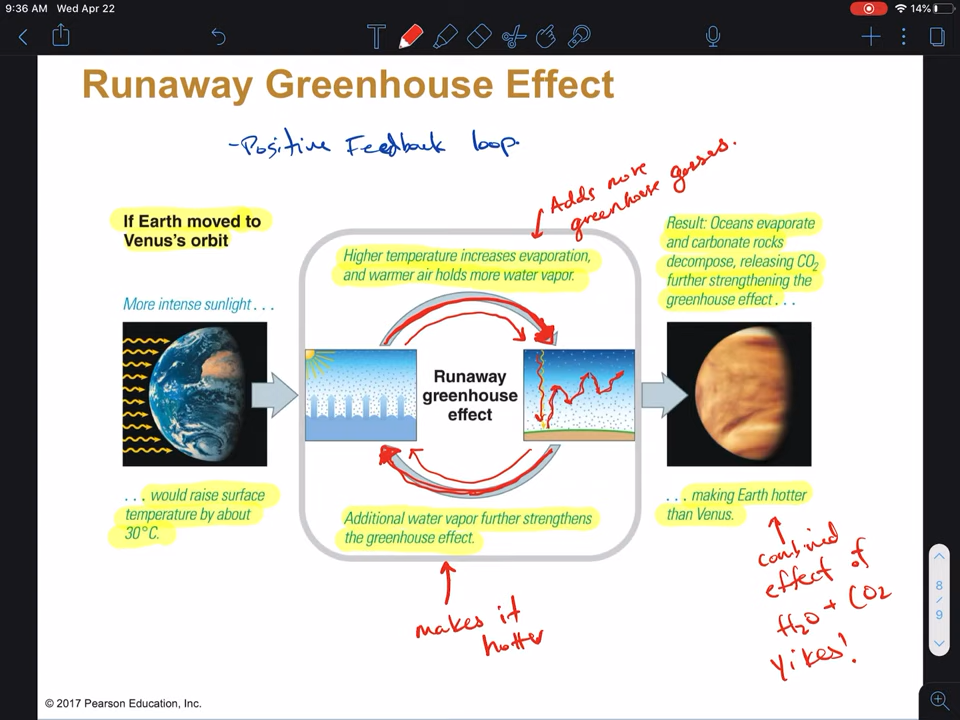 9:36 AM Wed Apr 22
14%
T
Runaway Greenhouse Effect
-Positive Feedback loop.
Adds more
greenhouse gasses.
If Earth moved to
Venus's orbit
More intense sunlight . . .
. . . would raise surface
temperature by about
30°C.
Higher temperature increases evaporation,
and warmer air holds more water vapor.
Runaway
greenhouse
effect
Additional water vapor further strengthens
the greenhouse effect.
makes it
hotter
Result: Oceans evaporate
and carbonate rocks
decompose, releasing CO2
further strengthening the
greenhouse effect . . .
. . . making Earth hotter
than Venus.
combined
effect of
H2O + CO2
yikes!
8
/
9
© 2017 Pearson Education, Inc.